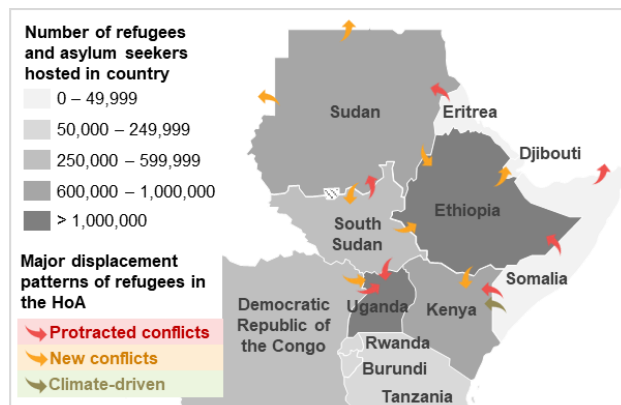 Number of refugees
and asylum seekers
hosted in country
0 – 49,999
50,000 – 249,999
250,000 – 599,999
600,000 – 1,000,000
> 1,000,000
Major displacement
patterns of refugees in
the HoA
Protracted conflicts
New conflicts
Climate-driven
Sudan
Eritrea
Djibouti
Ethiopia
South
Sudan
Somalia
Democratic
Republic of
the Congo
Uganda
Kenya
Rwanda
Burundi
Tanzania